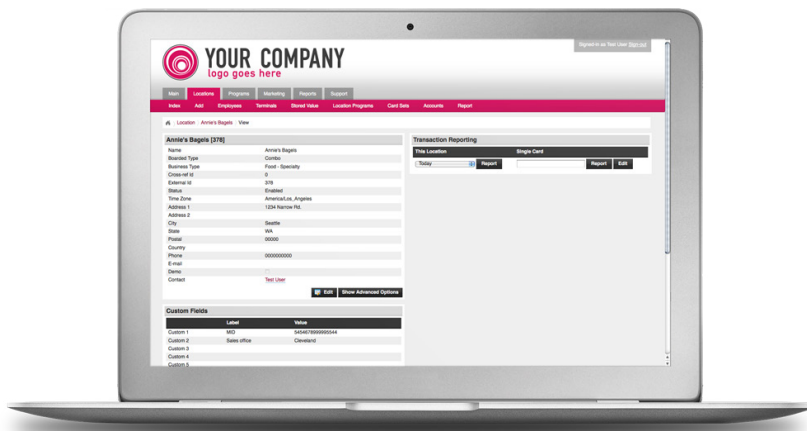 Signed in as Test User Sign-out
YOUR COMPANY
logo goes here
Main Locations Programs Marketing Reports Support
Index Add Employees Terminals Stored Value Location Programs Card Sets Accounts Report
Location Annie's Bagels View
Annie's Bagels [378]
Name Annie's Bagels
Boarded Type Combo
Business Type Food - Specialty
Cross-ref Id 0
External Id 378
Status Enabled
Time Zone America/Los_Angeles
Address 1 1234 Narrow Rd.
Address 2
City Seattle
State WA
Postal 00000
Country
Phone 0000000000
E-mail
Demo
Contact Test User
Edit Show Advanced Options
Transaction Reporting
This Location Single Card
Today Report Report Edit
Custom Fields
Label Value
Custom 1 MID
Custom 2 Sales office Cleveland
Custom 3
Custom 4
Custom 5